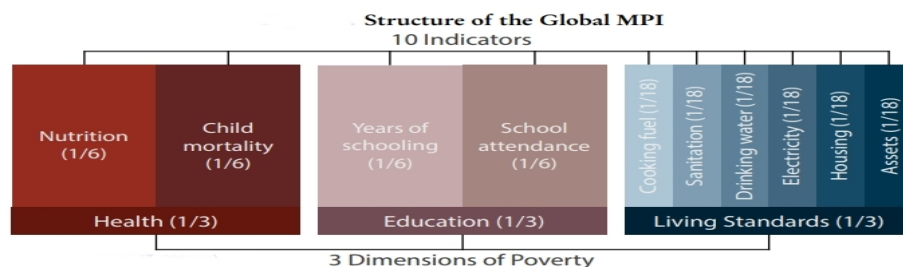 Structure of the Global MPI
10 Indicators
Nutrition
(1/6)
Child
mortality
(1/6)
Years of
schooling
(1/6)
School
attendance
(1/6)
Cooking fuel (1/18)
Sanitation (1/18)
Drinking water (1/18)
Electricity (1/18)
Housing (1/18)
Assets (1/18)
Health (1/3)
Education (1/3)
Living Standards (1/3)
3 Dimensions of Poverty